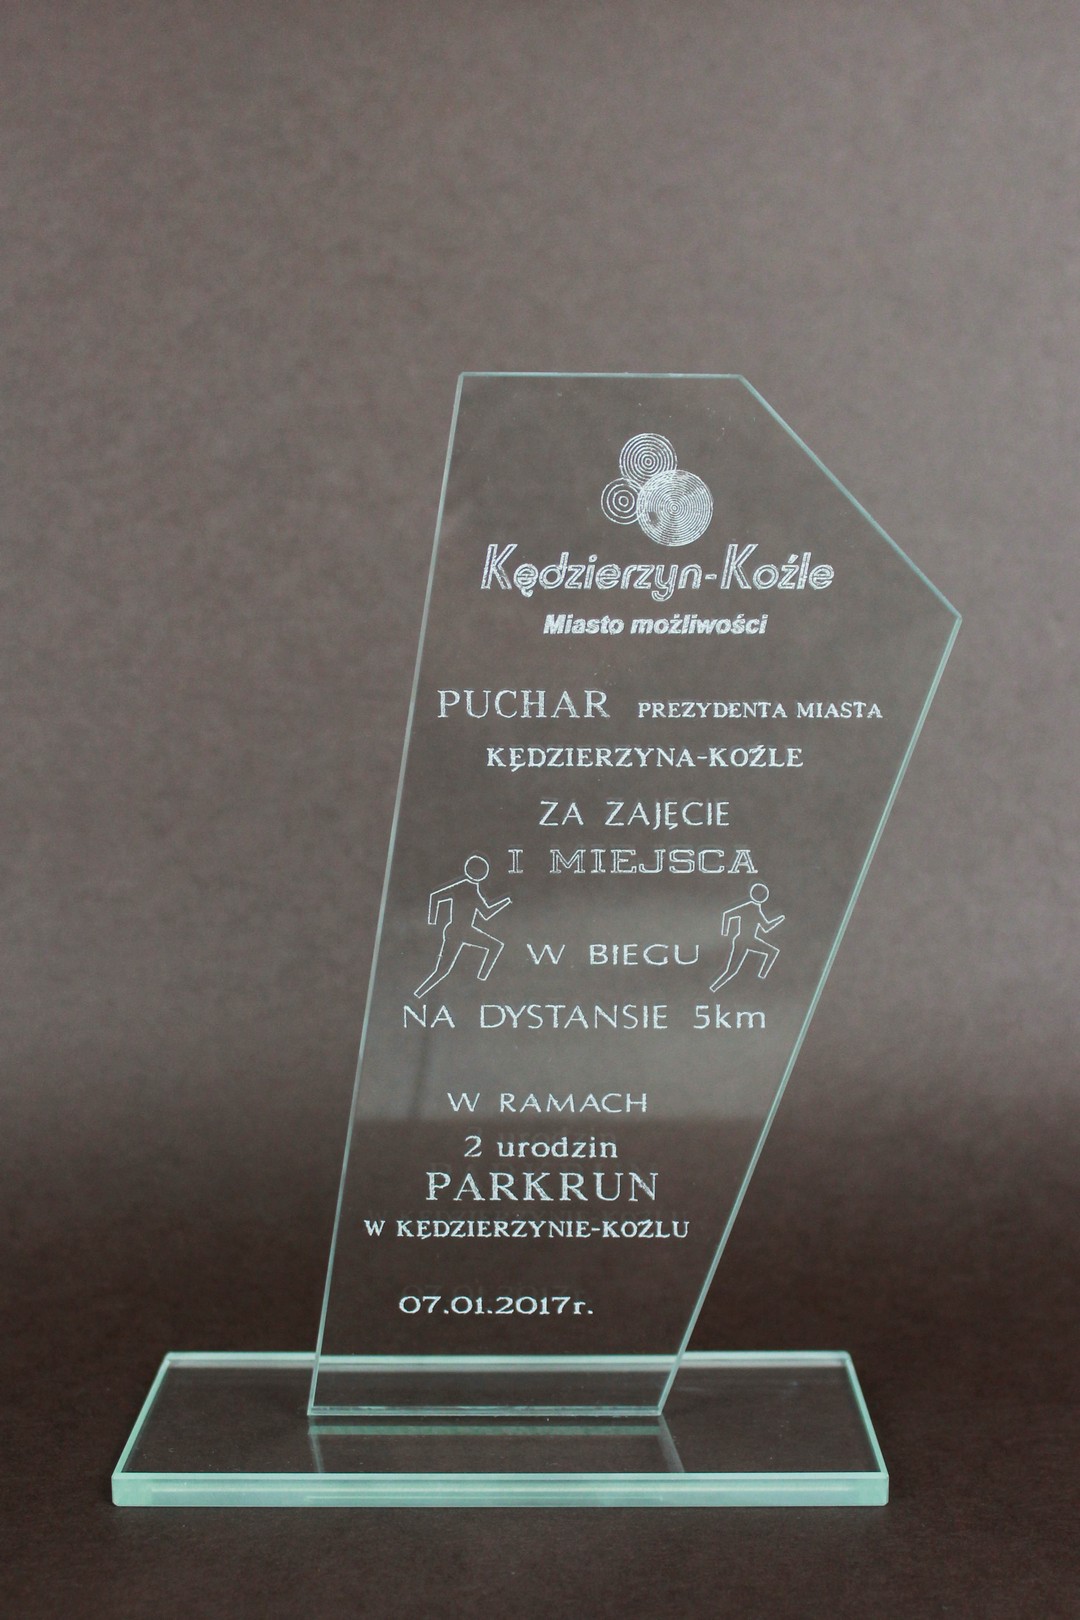 Kędzierzyn-Koźle
Miasto możliwości
PUCHAR PREZYDENTA MIASTA
KĘDZIERZYNA-KOŹLE
ZA ZAJĘCIE
I MIEJSCA
W BIEGU
NA DYSTANSIE 5km
W RAMACH
2 urodzin
PARKRUN
W KĘDZIERZYNIE-KOŹLU
07.01.2017r.